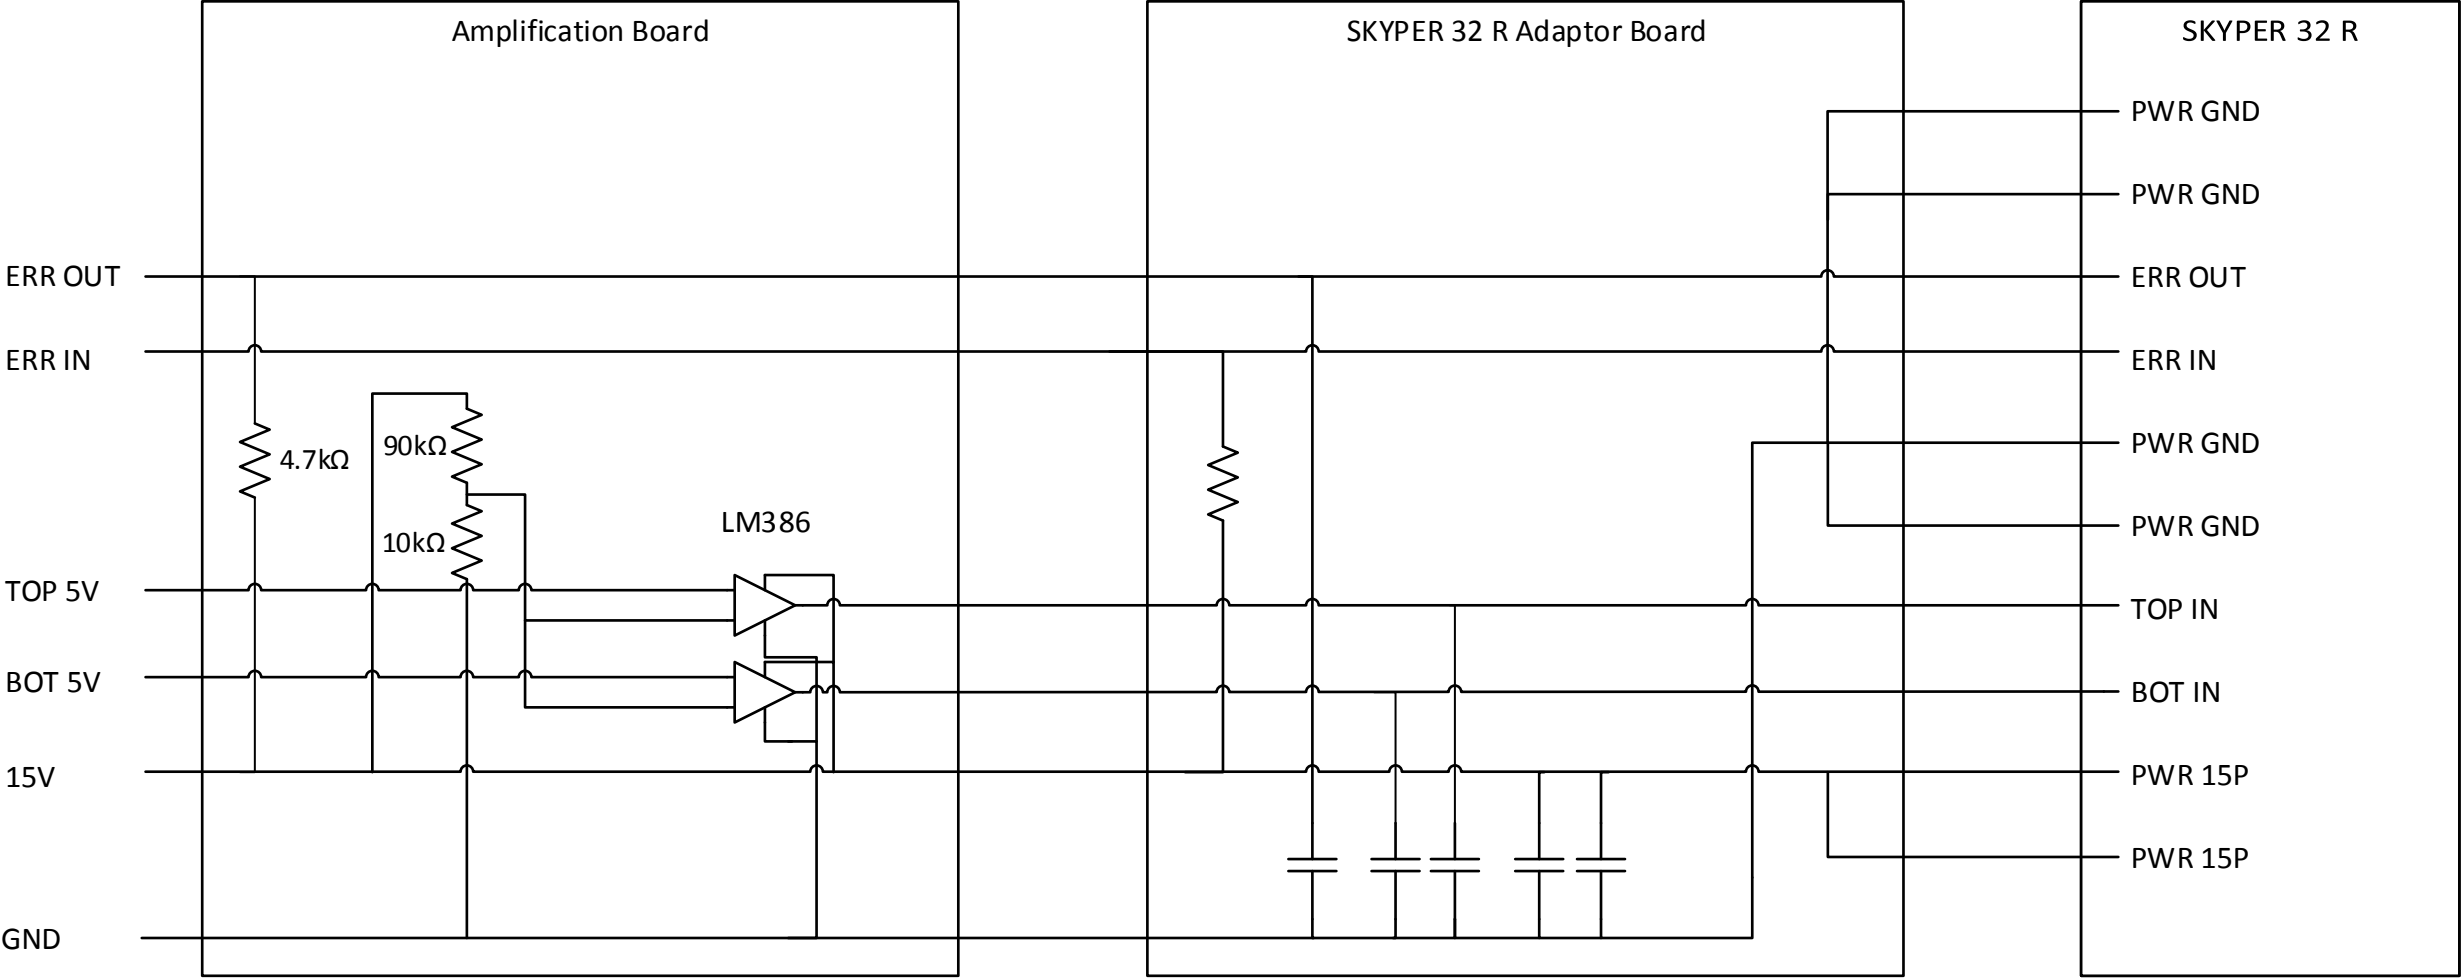 Amplification Board
SKYPER 32 R Adaptor Board
SKYPER 32 R
PWR GND
PWR GND
ERR OUT
ERR OUT
ERR IN
ERR IN
90kΩ
4.7kΩ
PWR GND
LM386
PWR GND
10kΩ
TOP 5V
TOP IN
BOT 5V
BOT IN
15V
PWR 15P
PWR 15P
GND